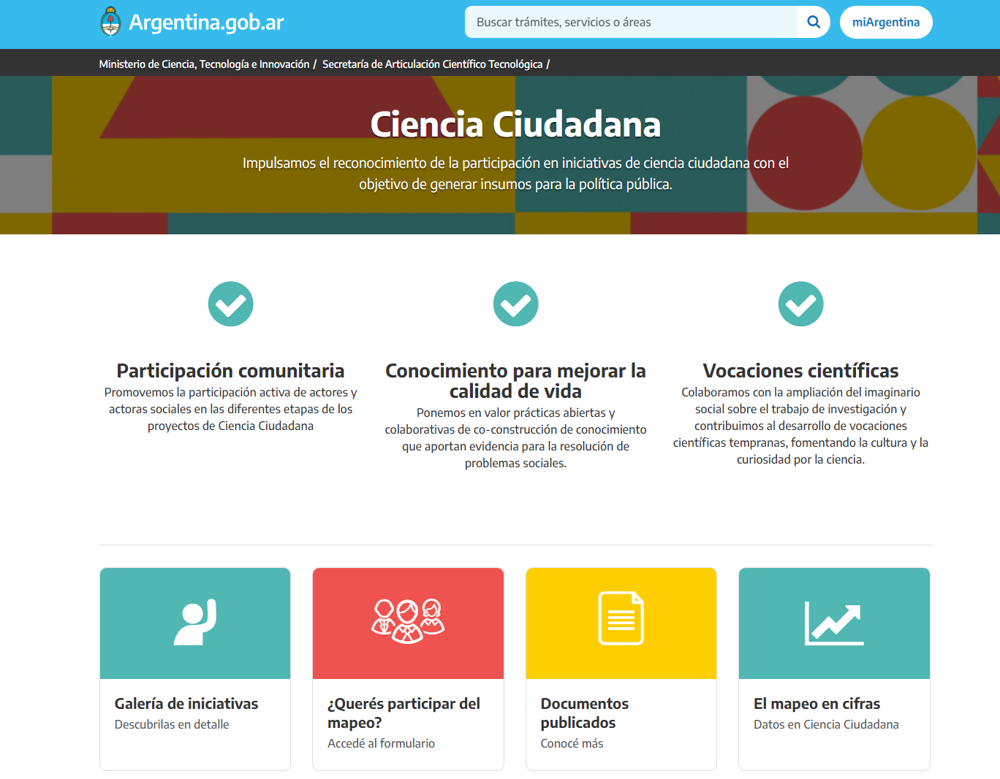 Argentina.gob.ar
Buscar trámites, servicios o áreas
miArgentina
Ministerio de Ciencia, Tecnología e Innovación / Secretaría de Articulación Científico Tecnológica /
Ciencia Ciudadana
Impulsamos el reconocimiento de la participación en iniciativas de ciencia ciudadana con el
objetivo de generar insumos para la política pública.
Participación comunitaria
Promovemos la participación activa de actores y
actoras sociales en las diferentes etapas de los
proyectos de Ciencia Ciudadana
Conocimiento para mejorar la
calidad de vida
Ponemos en valor prácticas abiertas y
colaborativas de co-construcción de conocimiento
que aportan evidencia para la resolución de
problemas sociales.
Vocaciones científicas
Colaboramos con la ampliación del imaginario
social sobre el trabajo de investigación y
contribuimos al desarrollo de vocaciones
científicas tempranas, fomentando la cultura y la
curiosidad por la ciencia.
Galería de iniciativas
Descubrilas en detalle
¿Querés participar del
mapeo?
Accedé al formulario
Documentos
publicados
Conocé más
El mapeo en cifras
Datos en Ciencia Ciudadana